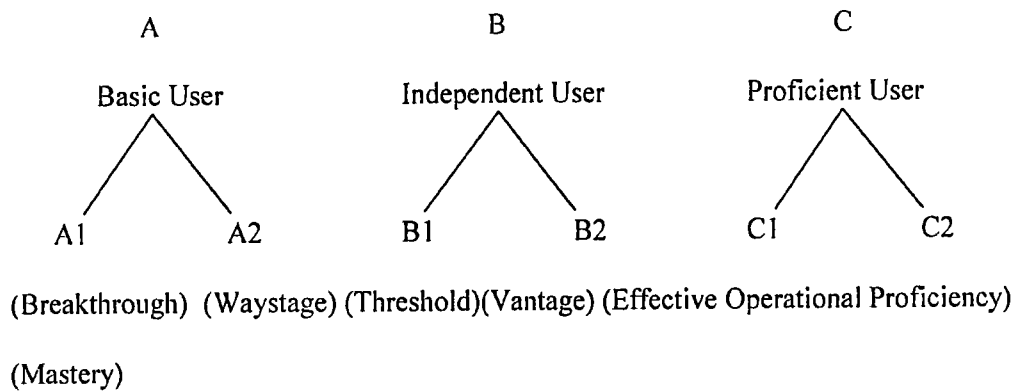 A B C
Basic User Independent User Proficient User
A1 A2 B1 B2 C1 C2
(Breakthrough) (Waystage) (Threshold)(Vantage) (Effective Operational Proficiency)
(Mastery)